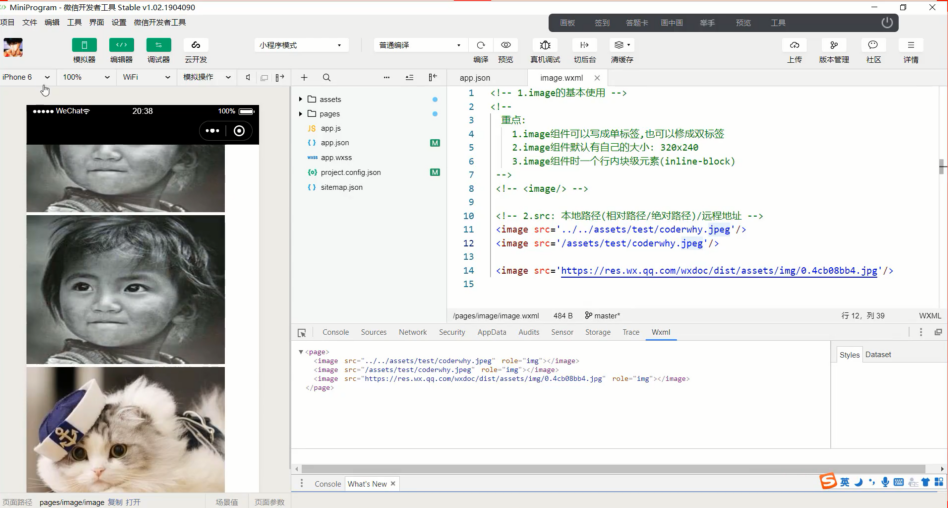 MiniProgram - 微信开发者工具 Stable v1.02.1904090
项目 文件 编辑 工具 界面 设置 微信开发者工具
画板 签到 答题卡 画中画 举手 预览 工具
模拟器 编辑器 调试器 云开发
小程序模式
普通编译
编译 预览 真机调试 切后台 清缓存
上传 版本管理 社区 详情
iPhone 6 100% WiFi 模拟操作
●●●●● WeChat 20:38 100%
assets
pages
JS app.js
{ } app.json M
app.wxss
{o} project.config.json M
{ } sitemap.json
app.json image.wxml ×
1 <!-- 1.image的基本使用 -->
2 <!--
3 重点:
4 1.image组件可以写成单标签,也可以修成双标签
5 2.image组件默认有自己的大小: 320x240
6 3.image组件时一个行内块级元素(inline-block)
7 -->
8 <!-- <image/> -->
9
10 <!-- 2.src: 本地路径(相对路径/绝对路径)/远程地址 -->
11 <image src='../../assets/test/coderwhy.jpeg'/>
12 <image src='/assets/test/coderwhy.jpeg'/>
13
14 <image src='https://res.wx.qq.com/wxdoc/dist/assets/img/0.4cb08bb4.jpg'/>
15
/pages/image/image.wxml 484 B master* 行 12, 列 39 WXML
Console Sources Network Security AppData Audits Sensor Storage Trace Wxml
<page>
<image src="../../assets/test/coderwhy.jpeg" role="img"></image>
<image src="/assets/test/coderwhy.jpeg" role="img"></image>
<image src="https://res.wx.qq.com/wxdoc/dist/assets/img/0.4cb08bb4.jpg" role="img"></image>
</page>
Styles Dataset
Console What's New ×
英
页面路径 pages/image/image 复制 打开 场景值 页面参数